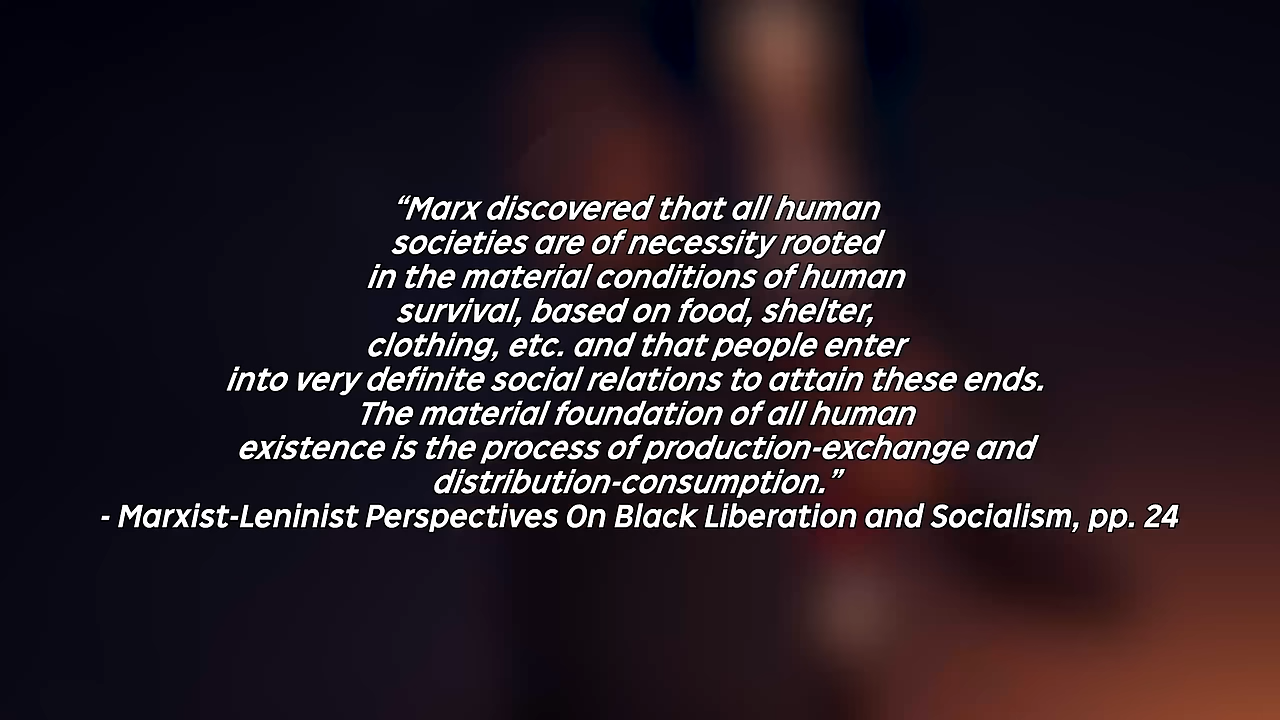 “Marx discovered that all human
societies are of necessity rooted
in the material conditions of human
survival, based on food, shelter,
clothing, etc. and that people enter
into very definite social relations to attain these ends.
The material foundation of all human
existence is the process of production-exchange and
distribution-consumption.”
- Marxist-Leninist Perspectives On Black Liberation and Socialism, pp. 24